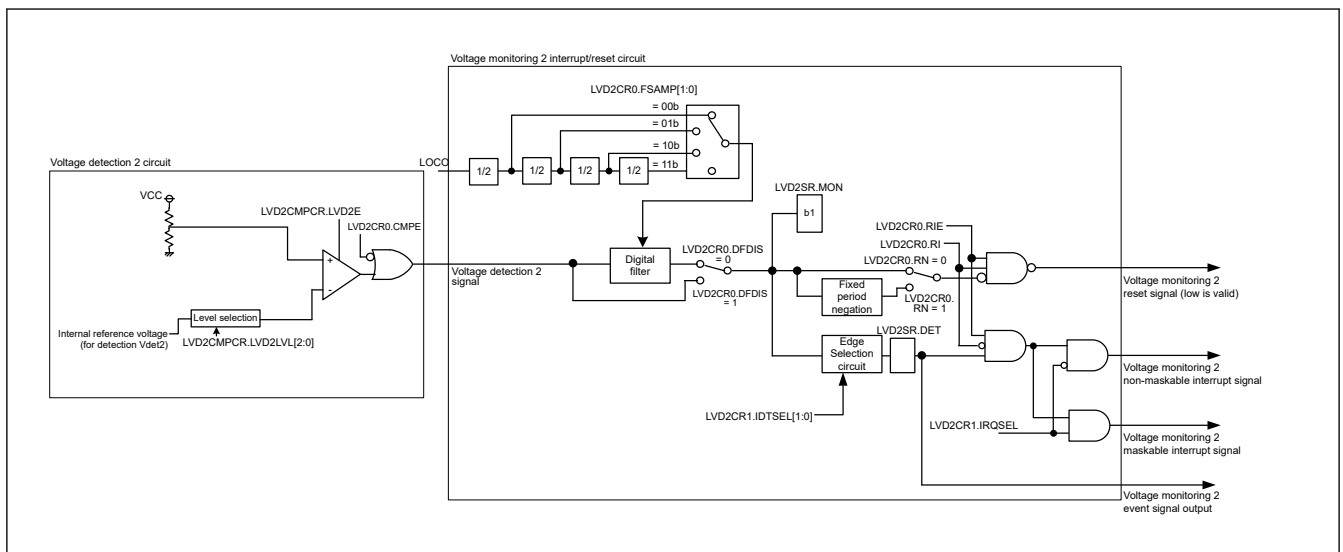 Voltage monitoring 2 interrupt/reset circuit
LVD2CR0.FSAMP[1:0]
= 00b
= 01b
= 10b
= 11b
LOCO
1/2
1/2
1/2
1/2
Voltage detection 2 circuit
VCC
LVD2CMPCR.LVD2E
LVD2CR0.CMPE
+
-
Level selection
Internal reference voltage
(for detection Vdet2)
LVD2CMPCR.LVD2LVL[2:0]
Voltage detection 2
signal
Digital
filter
LVD2CR0.DFDIS
= 0
LVD2CR0.DFDIS
= 1
LVD2SR.MON
b1
LVD2CR0.RIE
LVD2CR0.RI
LVD2CR0.RN = 0
Fixed
period
negation
LVD2CR0.
RN = 1
Voltage monitoring 2
reset signal (low is valid)
LVD2SR.DET
Edge
Selection
circuit
LVD2CR1.IDTSEL[1:0]
LVD2CR1.IRQSEL
Voltage monitoring 2
non-maskable interrupt signal
Voltage monitoring 2
maskable interrupt signal
Voltage monitoring 2
event signal output